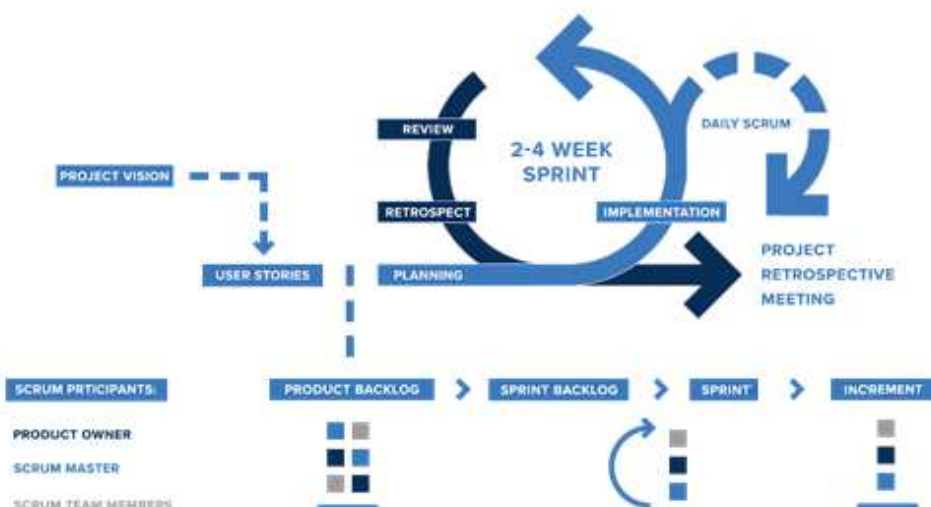 REVIEW
DAILY SCRUM
2-4 WEEK
SPRINT
PROJECT VISION
RETROSPECT
IMPLEMENTATION
PROJECT
RETROSPECTIVE
MEETING
USER STORIES
PLANNING
SCRUM PRTICIPANTS:
PRODUCT BACKLOG
SPRINT BACKLOG
SPRINT
INCREMENT
PRODUCT OWNER
SCRUM MASTER
SCRUM TEAM MEMBERS